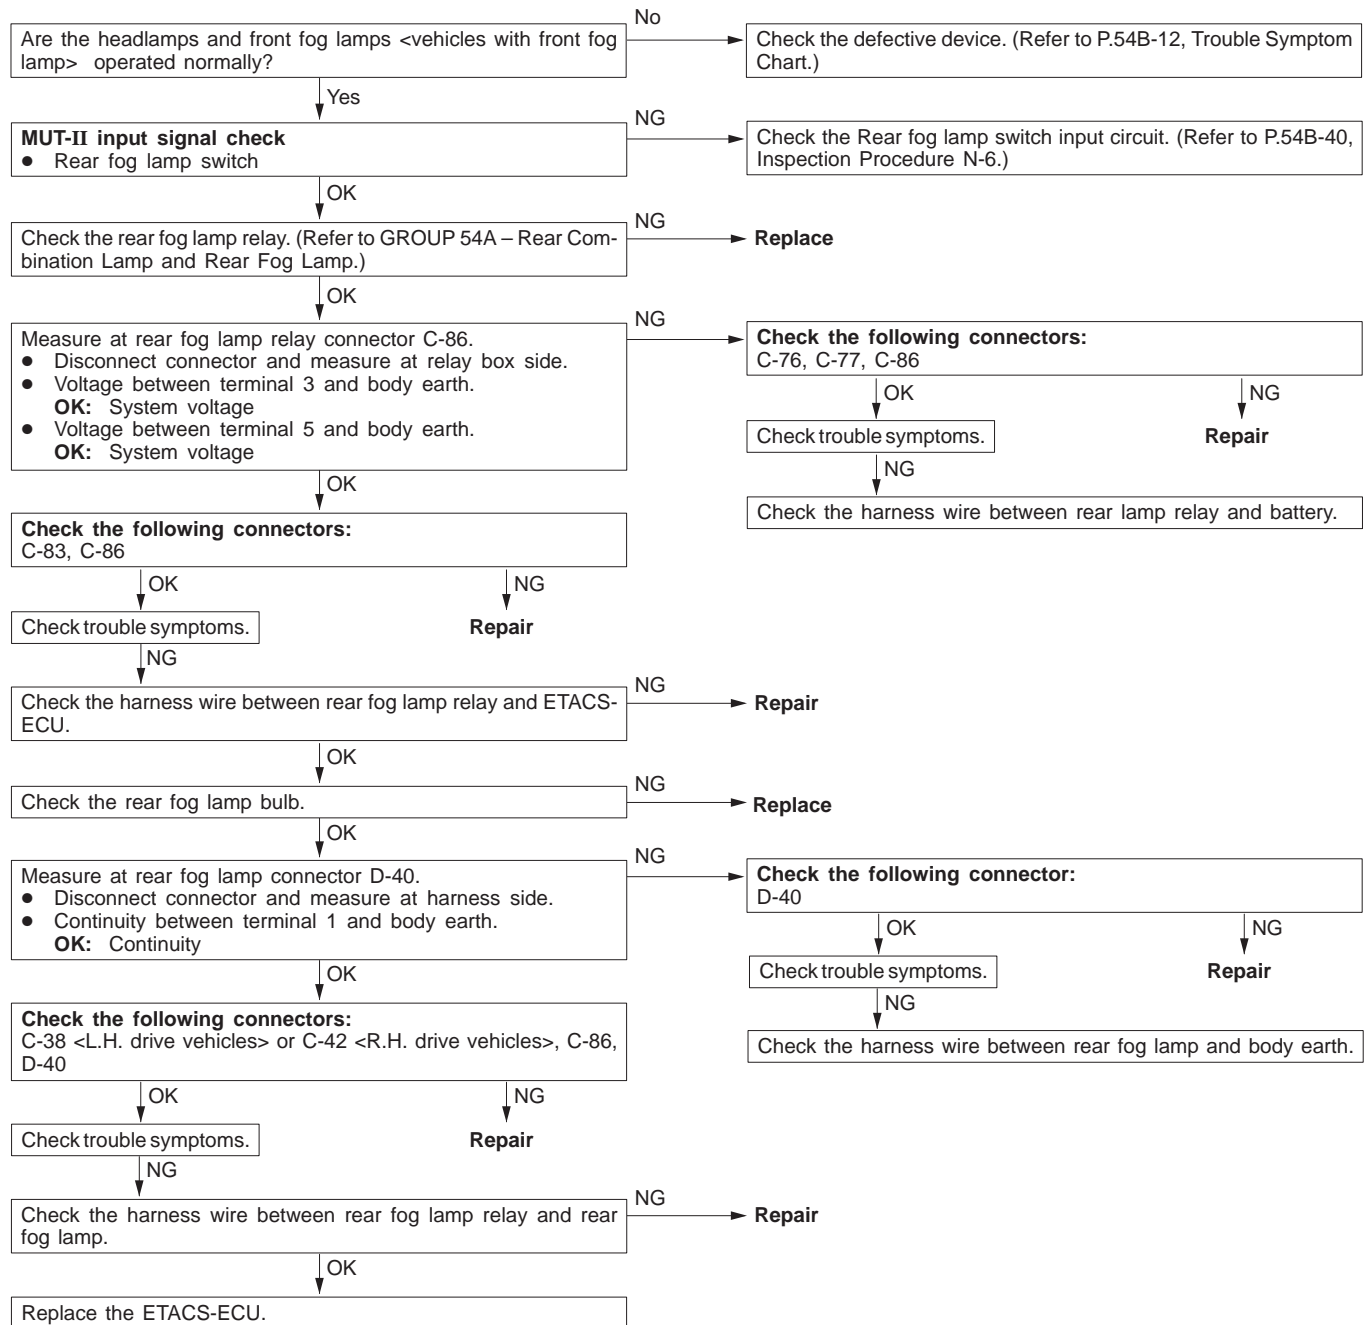 No
Are the headlamps and front fog lamps <vehicles with front fog
lamp> operated normally?
Check the defective device. (Refer to P.54B-12, Trouble Symptom
Chart.)
Yes
MUT-II input signal check
● Rear fog lamp switch
NG
Check the Rear fog lamp switch input circuit. (Refer to P.54B-40,
Inspection Procedure N-6.)
OK
Check the rear fog lamp relay. (Refer to GROUP 54A – Rear Com-
bination Lamp and Rear Fog Lamp.)
NG
Replace
OK
Measure at rear fog lamp relay connector C-86.
● Disconnect connector and measure at relay box side.
● Voltage between terminal 3 and body earth.
OK: System voltage
● Voltage between terminal 5 and body earth.
OK: System voltage
NG
Check the following connectors:
C-76, C-77, C-86
OK
NG
Check trouble symptoms.
Repair
NG
Check the harness wire between rear lamp relay and battery.
OK
Check the following connectors:
C-83, C-86
OK
NG
Check trouble symptoms.
Repair
NG
Check the harness wire between rear fog lamp relay and ETACS-
ECU.
NG
Repair
OK
Check the rear fog lamp bulb.
NG
Replace
OK
Measure at rear fog lamp connector D-40.
● Disconnect connector and measure at harness side.
● Continuity between terminal 1 and body earth.
OK: Continuity
NG
Check the following connector:
D-40
OK
NG
Check trouble symptoms.
Repair
NG
Check the harness wire between rear fog lamp and body earth.
OK
Check the following connectors:
C-38 <L.H. drive vehicles> or C-42 <R.H. drive vehicles>, C-86,
D-40
OK
NG
Check trouble symptoms.
Repair
NG
Check the harness wire between rear fog lamp relay and rear
fog lamp.
NG
Repair
OK
Replace the ETACS-ECU.